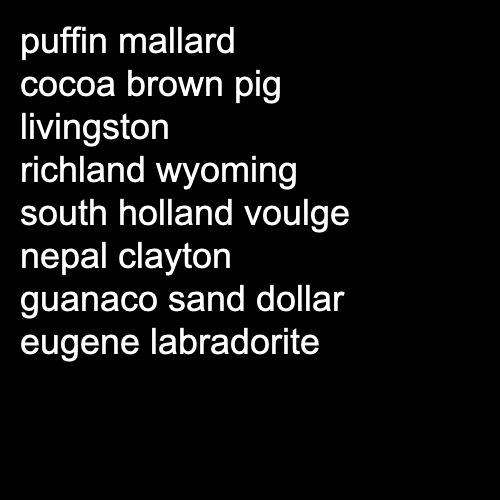 puffin mallard
cocoa brown pig
livingston
richland wyoming
south holland voulge
nepal clayton
guanaco sand dollar
eugene labradorite